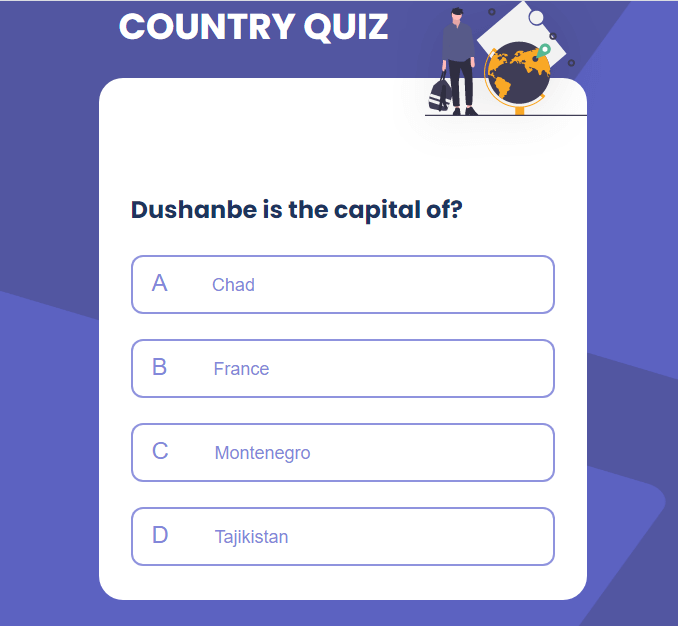 COUNTRY QUIZ
Dushanbe is the capital of?
A Chad
B France
C Montenegro
D Tajikistan